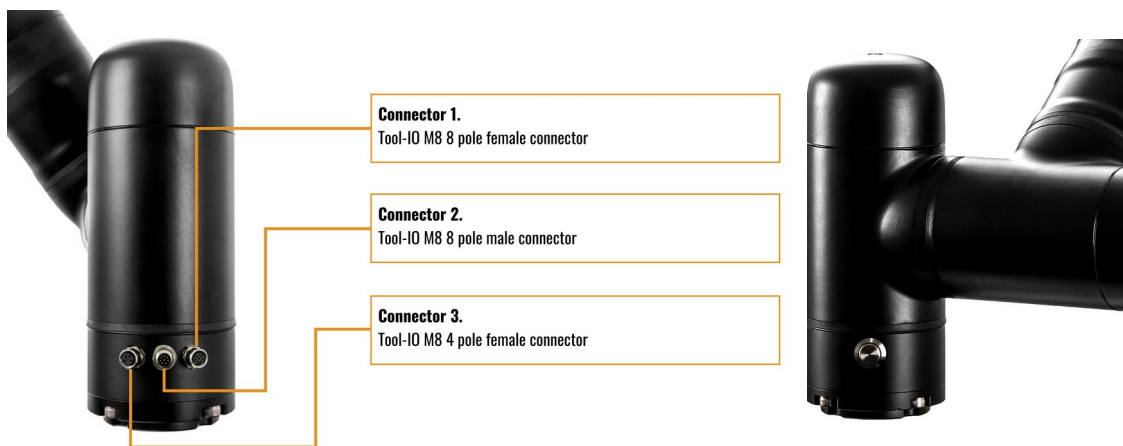 Connector 1.
Tool-IO M8 8 pole female connector
Connector 2.
Tool-IO M8 8 pole male connector
Connector 3.
Tool-IO M8 4 pole female connector